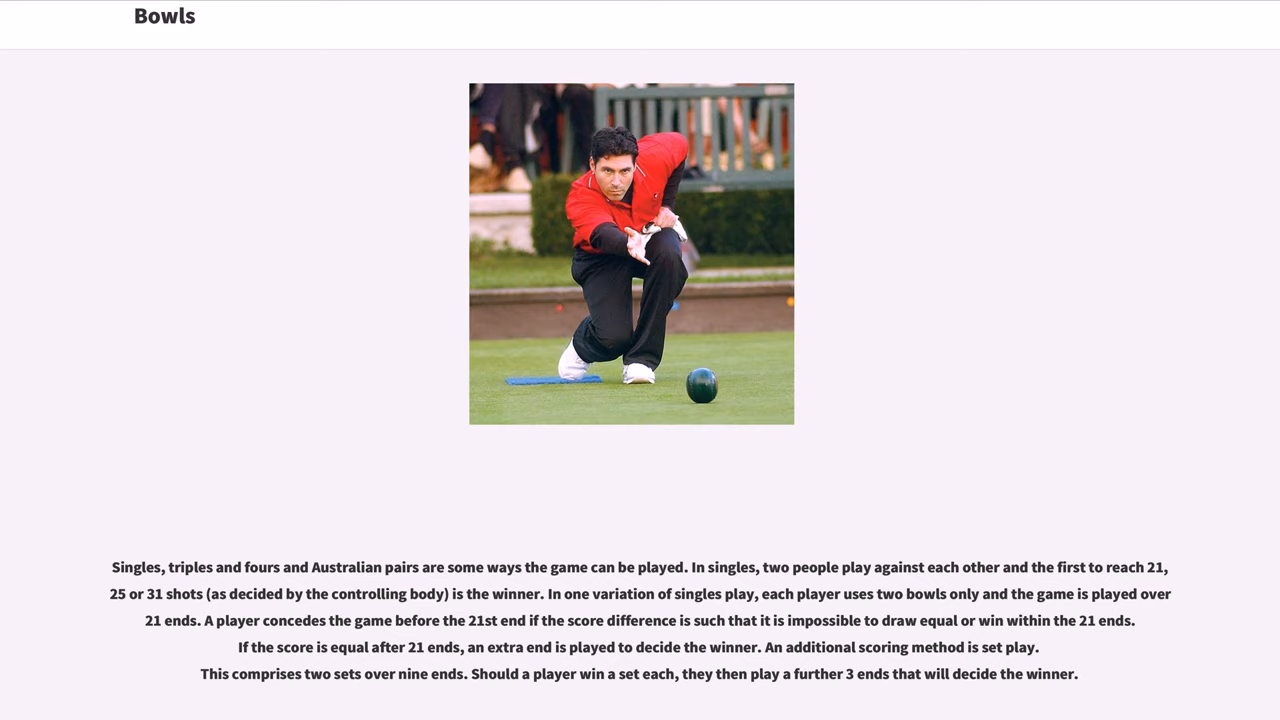 Bowls
Singles, triples and fours and Australian pairs are some ways the game can be played. In singles, two people play against each other and the first to reach 21,
25 or 31 shots (as decided by the controlling body) is the winner. In one variation of singles play, each player uses two bowls only and the game is played over
21 ends. A player concedes the game before the 21st end if the score difference is such that it is impossible to draw equal or win within the 21 ends.
If the score is equal after 21 ends, an extra end is played to decide the winner. An additional scoring method is set play.
This comprises two sets over nine ends. Should a player win a set each, they then play a further 3 ends that will decide the winner.